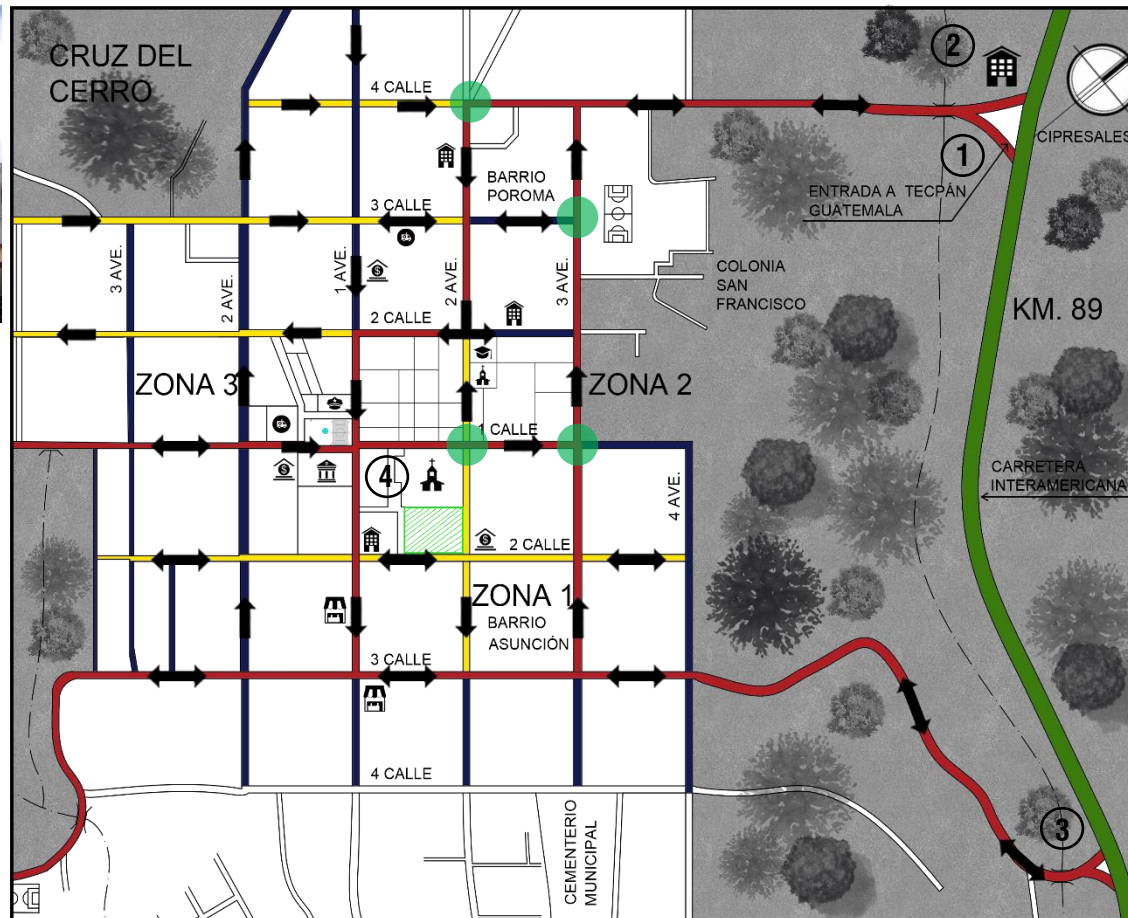 CRUZ DEL
CERRO
4 CALLE
2
CIPRESALES
BARRIO
POROMA
1
ENTRADA A TECPÁN
GUATEMALA
3 CALLE
3 AVE.
2 AVE.
1 AVE.
2 AVE.
3 AVE.
COLONIA
SAN
FRANCISCO
KM. 89
2 CALLE
ZONA 3
ZONA 2
1 CALLE
4
CARRETERA
INTERAMERICANA
4 AVE.
2 CALLE
ZONA 1
BARRIO
ASUNCIÓN
3 CALLE
4 CALLE
CEMENTERIO
MUNICIPAL
3